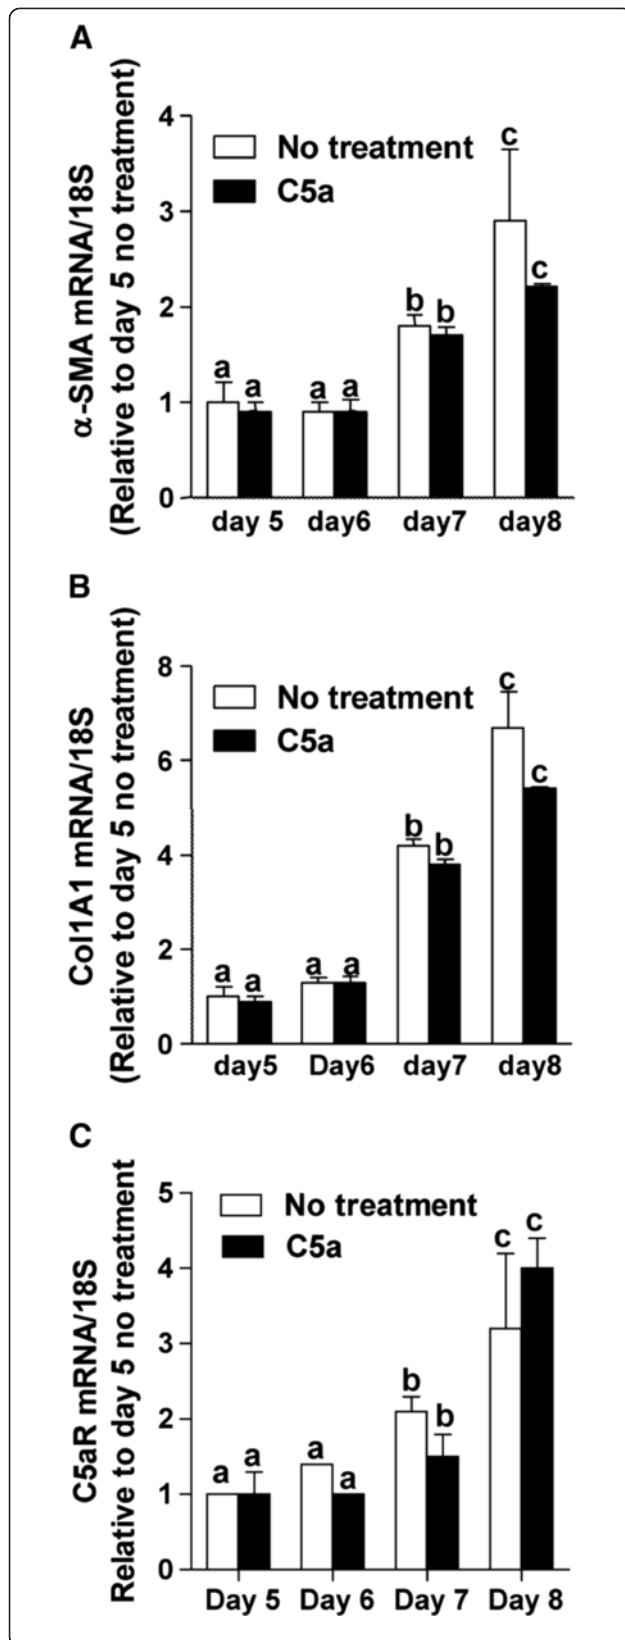 A
α-SMA mRNA/18S
(Relative to day 5 no treatment)
4
3
2
1
0
No treatment
C5a
a
a
a
a
b
b
c
c
day 5
day6
day7
day8
B
Col1A1 mRNA/18S
(Relative to day 5 no treatment)
8
6
4
2
0
No treatment
C5a
a
a
a
a
b
b
c
c
day5
Day6
day7
day8
C
C5aR mRNA/18S
Relative to day 5 no treatment
5
4
3
2
1
0
No treatment
C5a
a
a
a
a
b
b
c
c
Day 5
Day 6
Day 7
Day 8